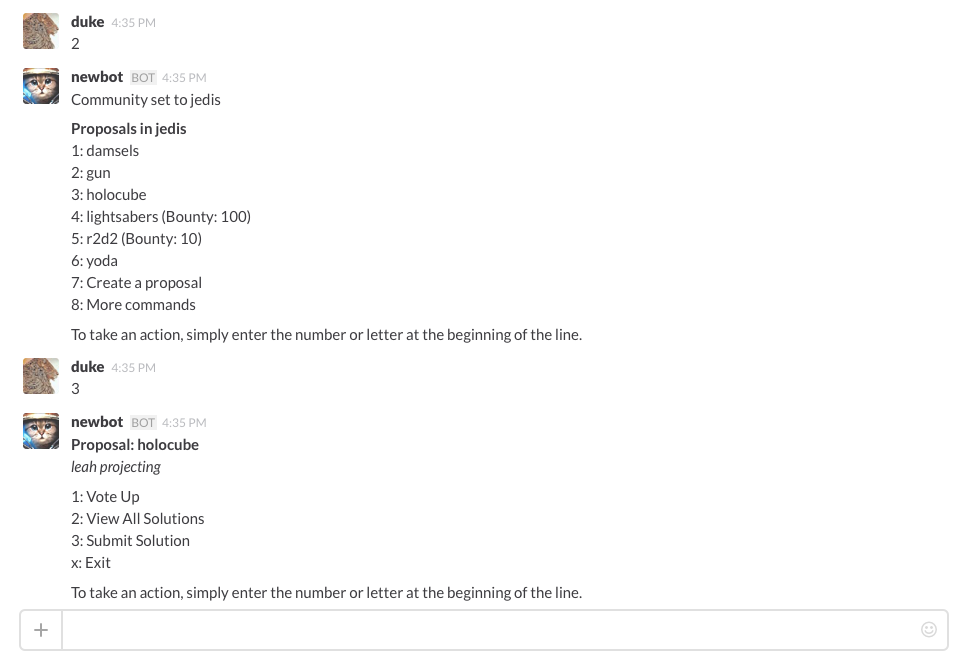 duke 4:35 PM
2
newbot BOT 4:35 PM
Community set to jedis
Proposals in jedis
1: damsels
2: gun
3: holocube
4: lightsabers (Bounty: 100)
5: r2d2 (Bounty: 10)
6: yoda
7: Create a proposal
8: More commands
To take an action, simply enter the number or letter at the beginning of the line.
duke 4:35 PM
3
newbot BOT 4:35 PM
Proposal: holocube
leah projecting
1: Vote Up
2: View All Solutions
3: Submit Solution
x: Exit
To take an action, simply enter the number or letter at the beginning of the line.